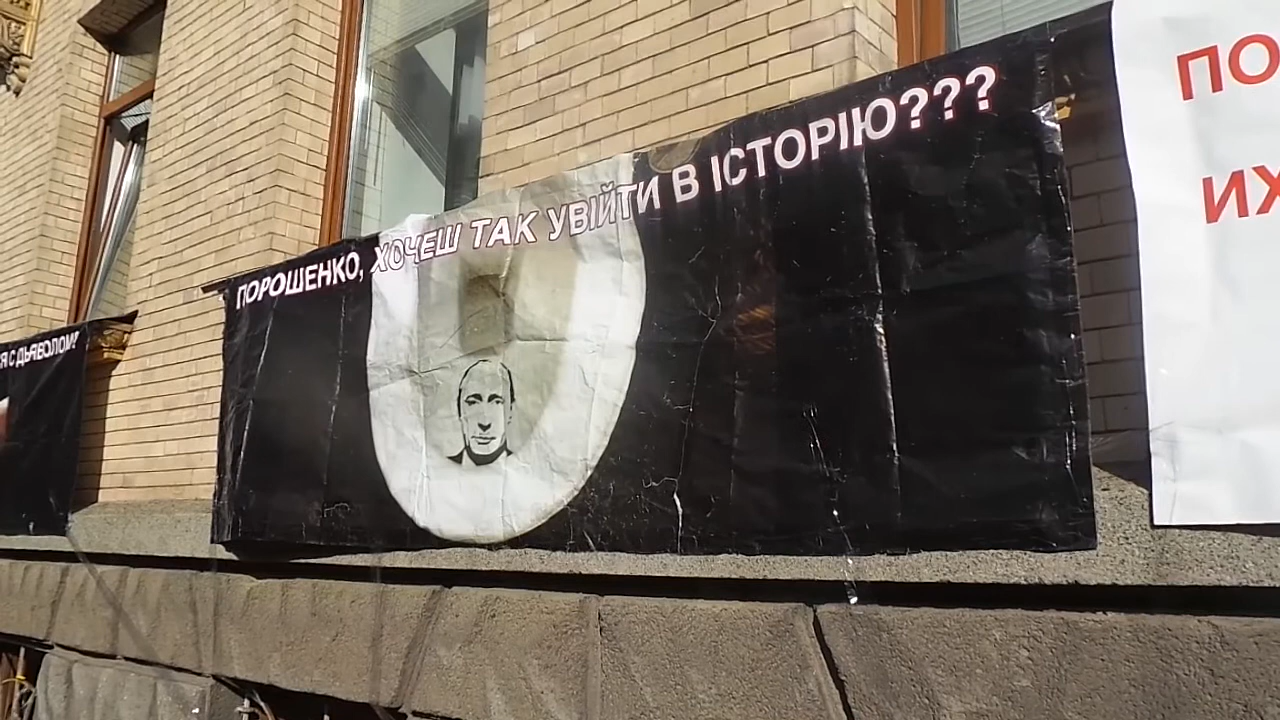 Я С ДЬЯВОЛОМ!
ПОРОШЕНКО, ХОЧЕШ ТАК УВІЙТИ В ІСТОРІЮ???
ПО
ИХ